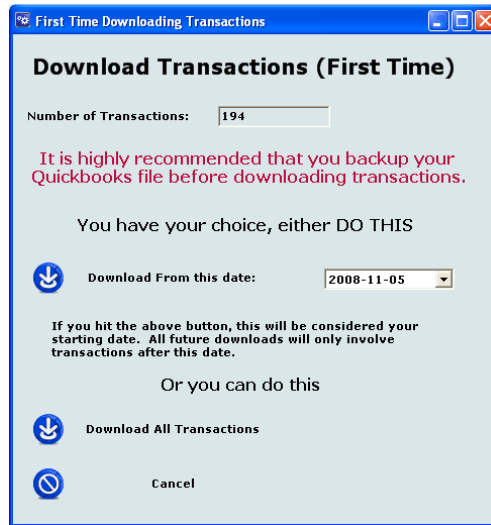 First Time Downloading Transactions
Download Transactions (First Time)
Number of Transactions: 194
It is highly recommended that you backup your
Quickbooks file before downloading transactions.
You have your choice, either DO THIS
Download From this date: 2008-11-05
If you hit the above button, this will be considered your
starting date. All future downloads will only involve
transactions after this date.
Or you can do this
Download All Transactions
Cancel